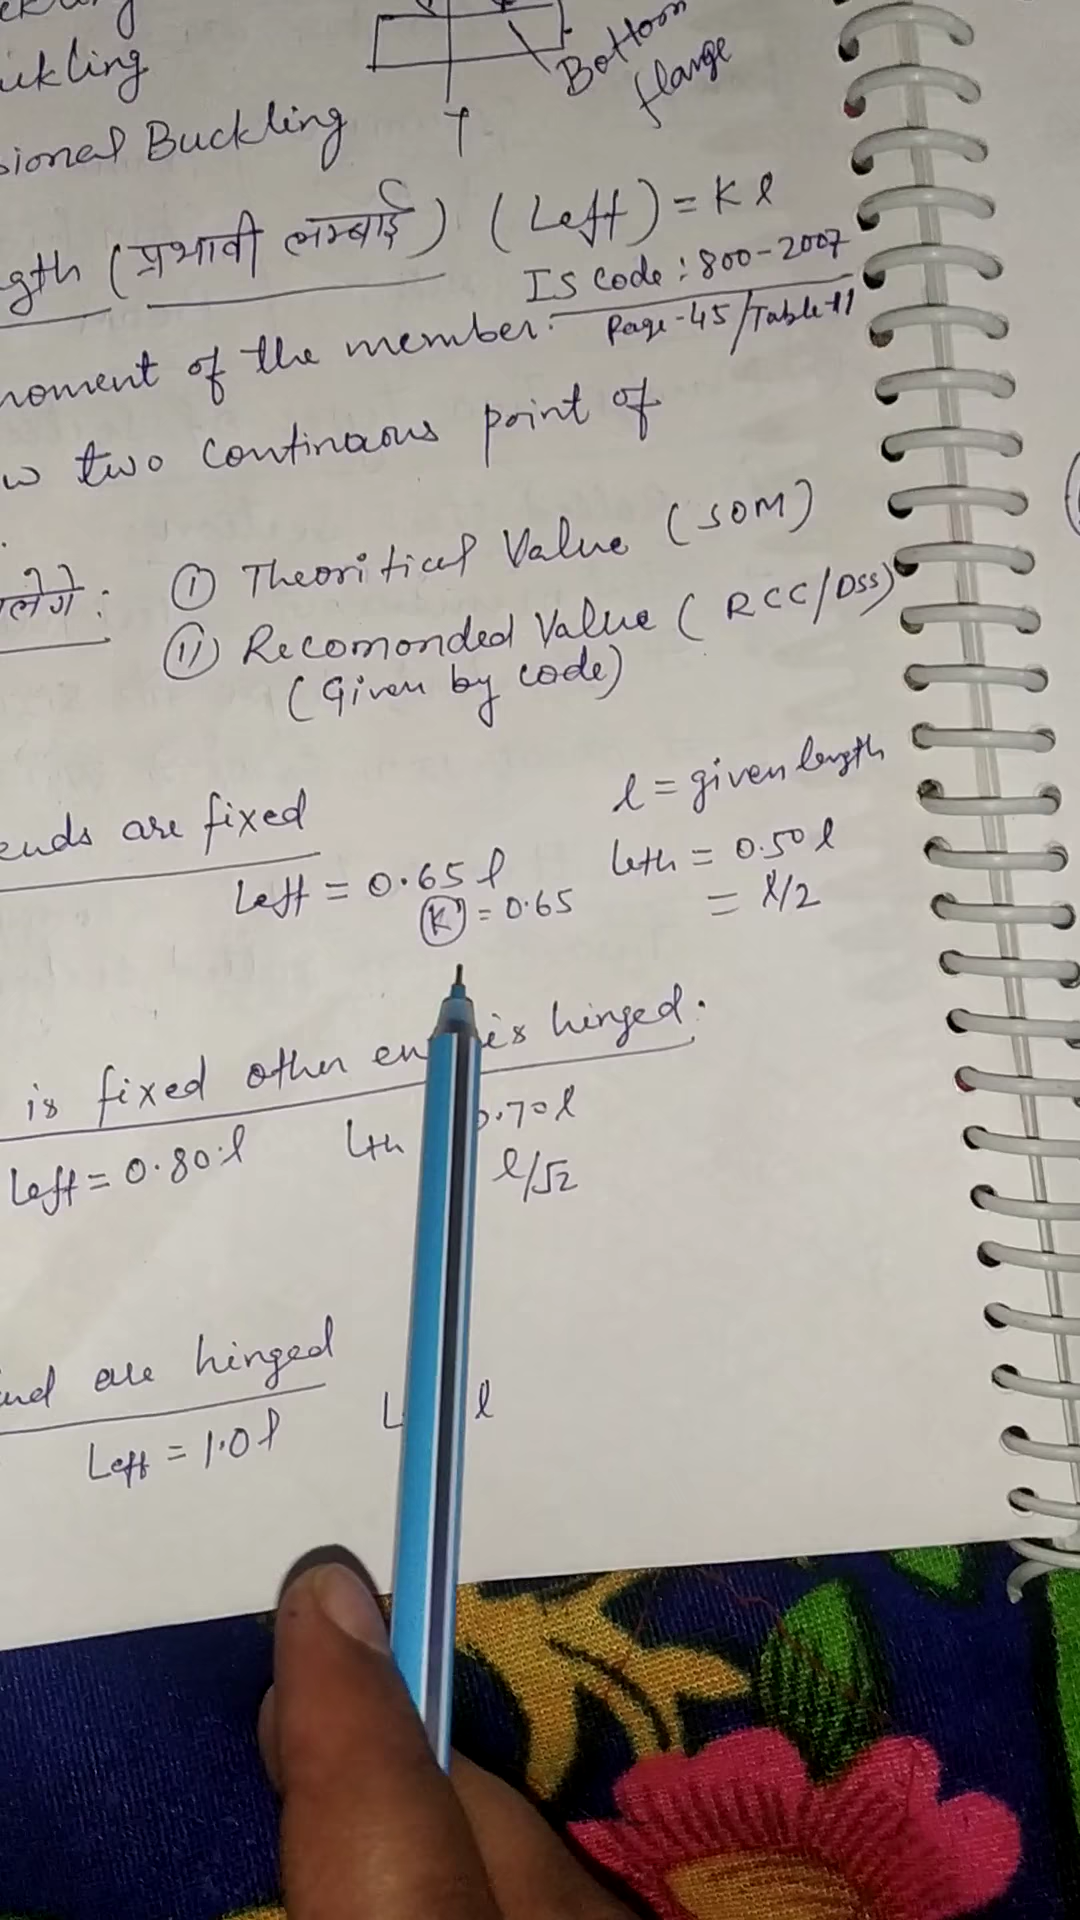 uckling
Bottom
flange
sional Buckling
Y
gth (प्रभावी लम्बाई) (Leff) = K l
IS Code : 800-2007
Page-45/Table-11
moment of the member.
w two continuous point of
लेगे : (i) Theoritical Value (SOM)
(ii) Recomonded Value ( RCC/DSS)
(Given by code)
l = given length
ends are fixed
Leff = 0.65 l
Leth = 0.50 l
K = 0.65
= l/2
is fixed other en is hinged.
Leff = 0.80 l
Lth 0.70 l
l/√2
end are hinged
Leff = 1.0 l
L l